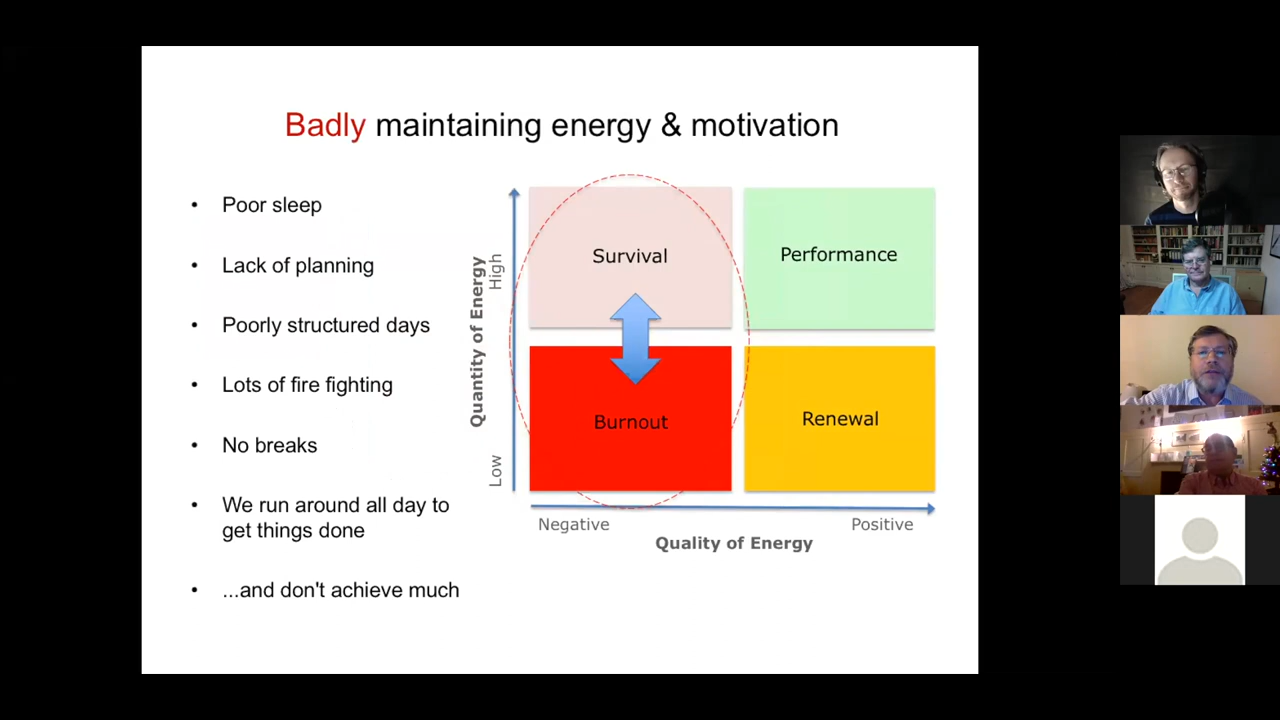 Badly maintaining energy & motivation
• Poor sleep
• Lack of planning
• Poorly structured days
• Lots of fire fighting
• No breaks
• We run around all day to
get things done
• ...and don't achieve much
Quantity of Energy
High
Low
Survival
Performance
Burnout
Renewal
Negative
Positive
Quality of Energy